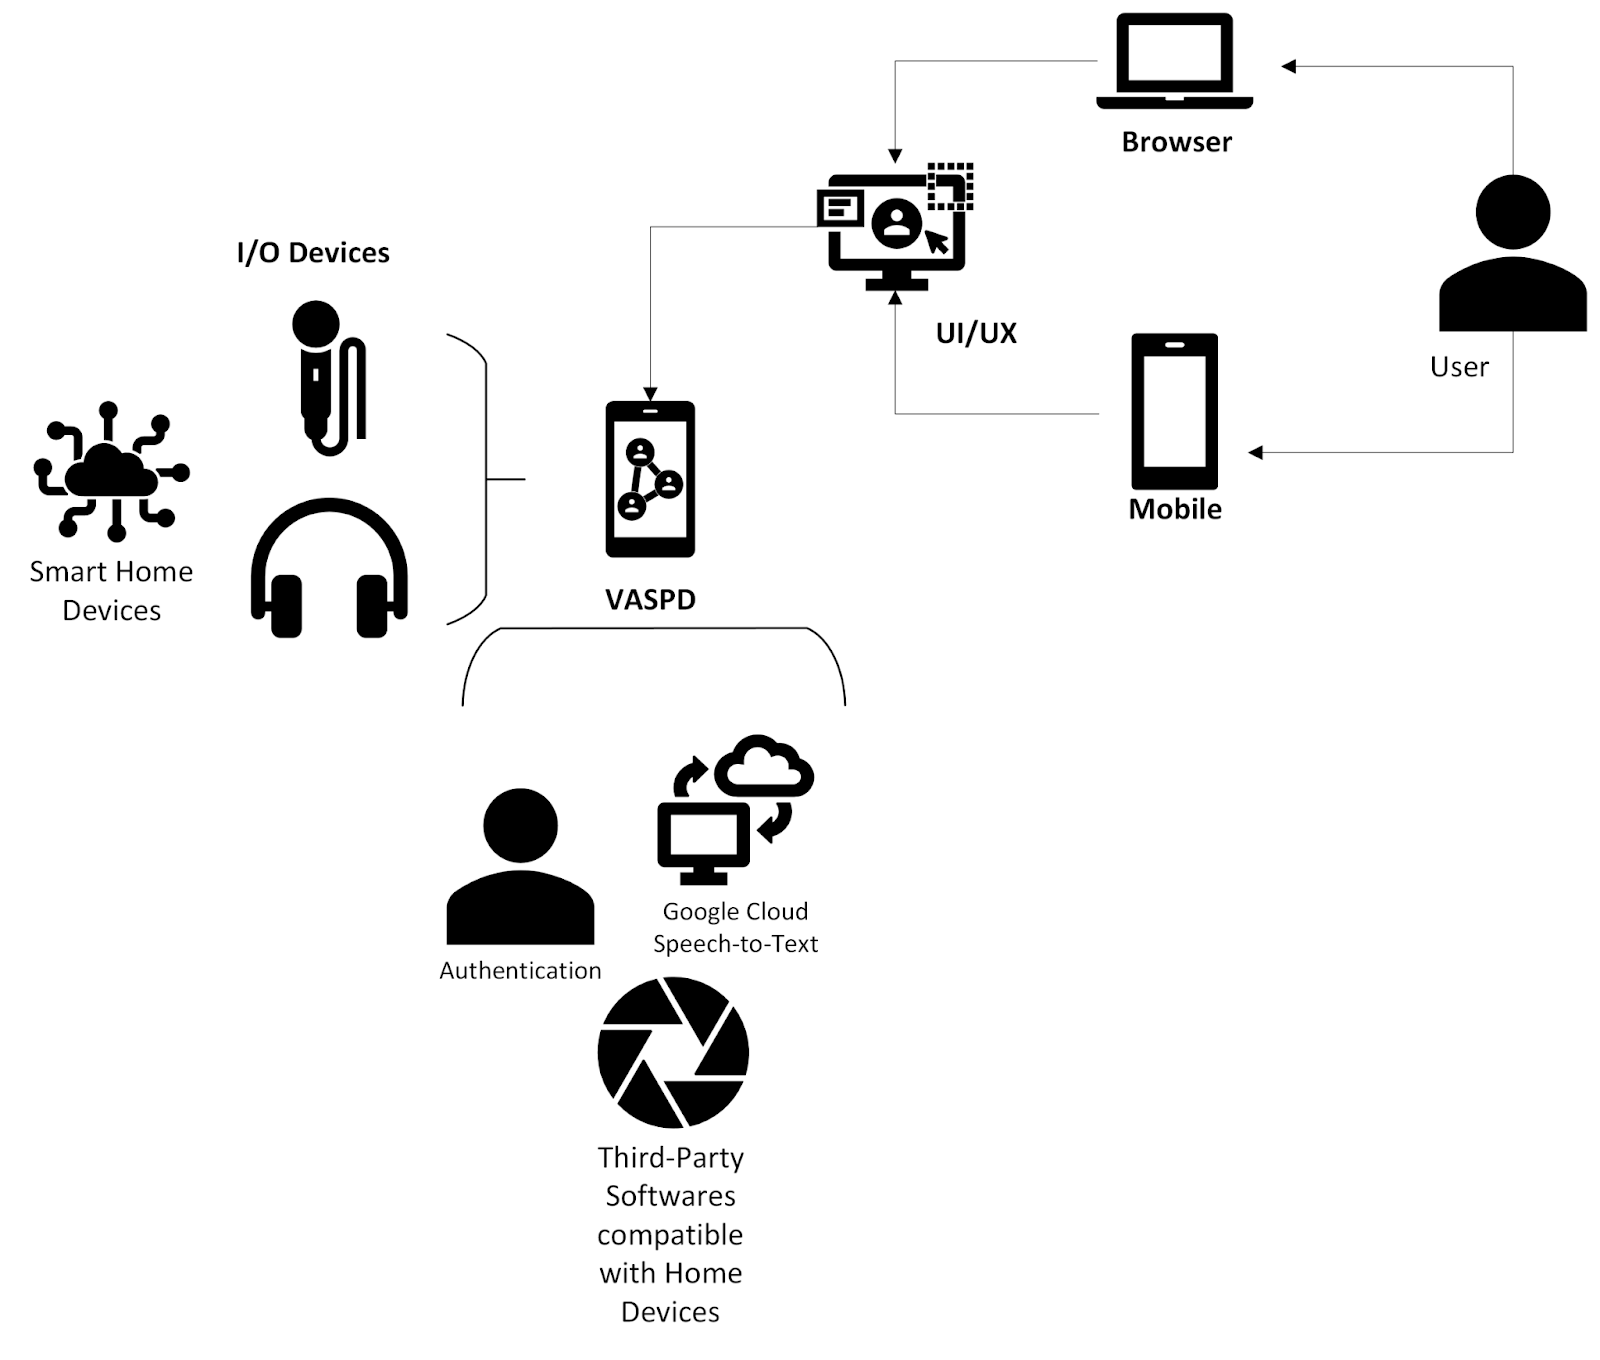 Browser
I/O Devices
UI/UX
User
Mobile
Smart Home
Devices
VASPD
Google Cloud
Speech-to-Text
Authentication
Third-Party
Softwares
compatible
with Home
Devices